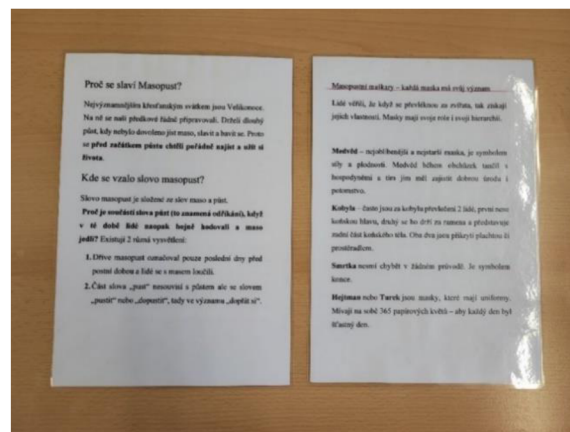 Proč se slaví Masopust?
Nejvýznamnějším křesťanským svátkem jsou Velikonoce.
Na ně se naši předkové řádně připravovali. Drželi dlouhý
půst, kdy nebylo dovoleno jíst maso, slavit a bavit se. Proto
se před začátkem půstu chtěli pořádně najíst a užít si
života.
Kde se vzalo slovo masopust?
Slovo masopust je složené ze slov maso a půst.
Proč je součástí slova půst (to znamená odříkání), když
v té době lidé naopak hojně hodovali a maso
jedli? Existují 2 různá vysvětlení:
1. Dříve masopust označoval pouze poslední dny před
postní dobou a lidé se s masem loučili.
2. Část slova „pust“ nesouvisí s půstem ale se slovem
„pustit“ nebo „dopustit“, tady ve významu „dopřát si“.
Masopustní maškary – každá maska má svůj význam
Lidé věřili, že když se převléknou za zvířata, tak získají
jejich vlastnosti. Masky mají svoje role i svoji hierarchii.
Medvěd – nejoblíbenější a nejstarší maska, je symbolem
síly a plodnosti. Medvěd během obchůzek tančil s
hospodyněmi a tím jim měl zajistit dobrou úrodu i
potomstvo.
Kobyla – často jsou za kobylu převlečeni 2 lidé, první nese
koňskou hlavu, druhý se ho drží za ramena a představuje
zadní část koňského těla. Oba dva jsou přikrytí plachtou či
prostěradlem.
Smrtka nesmí chybět v žádném průvodě. Je symbolem
konce.
Hejtman nebo Turek jsou masky, které mají uniformy.
Mívají na sobě 365 papírových květů – aby každý den byl
šťastný den.